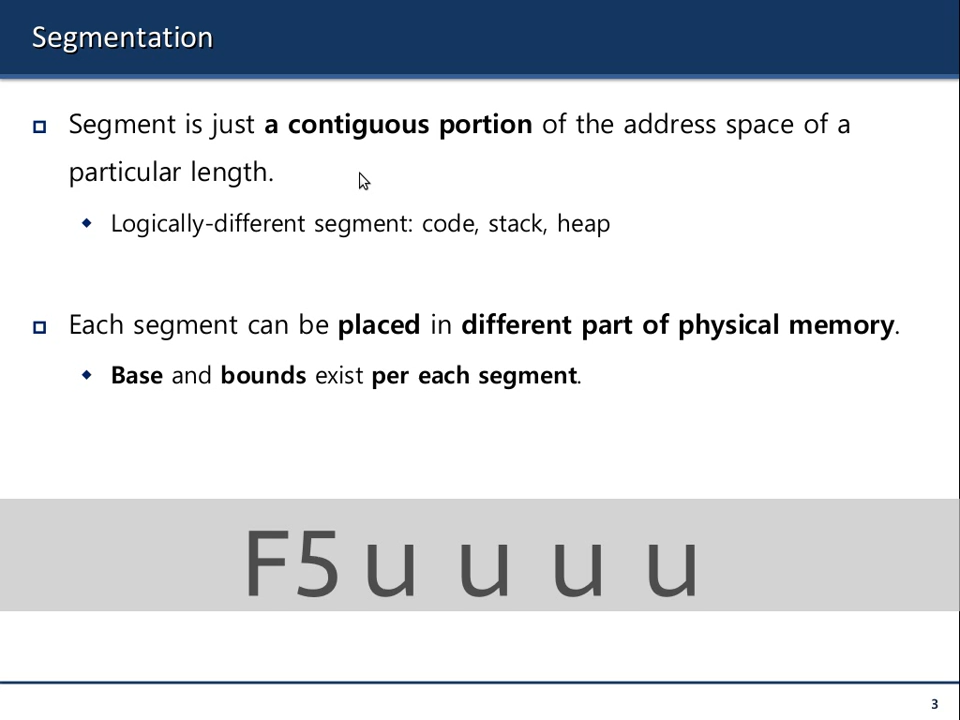 Segmentation
Segment is just a contiguous portion of the address space of a
particular length.
Logically-different segment: code, stack, heap
Each segment can be placed in different part of physical memory.
Base and bounds exist per each segment.
F5 u u u u
3